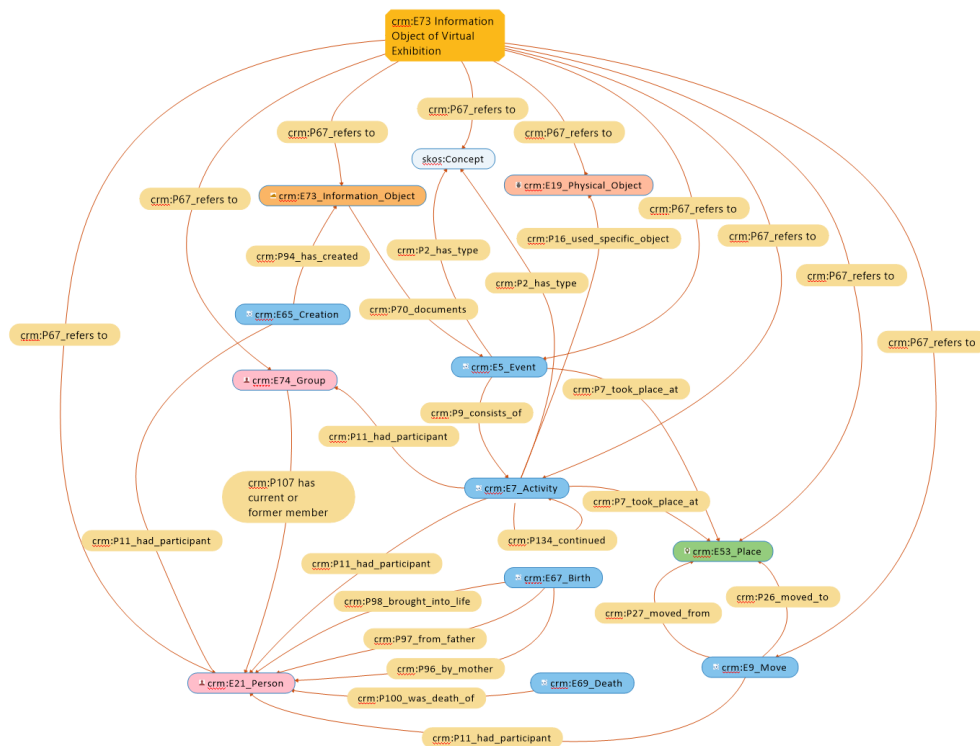 crm:E73 Information
Object of Virtual
Exhibition
crm:P67_refers to
crm:P67_refers to
crm:P67_refers to
skos:Concept
crm:E19_Physical_Object
crm:E73_Information_Object
crm:P67_refers to
crm:P67_refers to
crm:P67_refers to
crm:P16_used_specific_object
crm:P2_has_type
crm:P94_has_created
crm:P67_refers to
crm:P2_has_type
crm:P70_documents
crm:E65_Creation
crm:P67_refers to
crm:P67_refers to
crm:E5_Event
crm:E74_Group
crm:P7_took_place_at
crm:P9_consists_of
crm:P11_had_participant
crm:E7_Activity
crm:P107 has
current or
former member
crm:P7_took_place_at
crm:P11_had_participant
crm:P134_continued
crm:E53_Place
crm:P11_had_participant
crm:E67_Birth
crm:P98_brought_into_life
crm:P26_moved_to
crm:P27_moved_from
crm:P97_from_father
crm:P96_by_mother
crm:E9_Move
crm:E21_Person
crm:E69_Death
crm:P100_was_death_of
crm:P11_had_participant